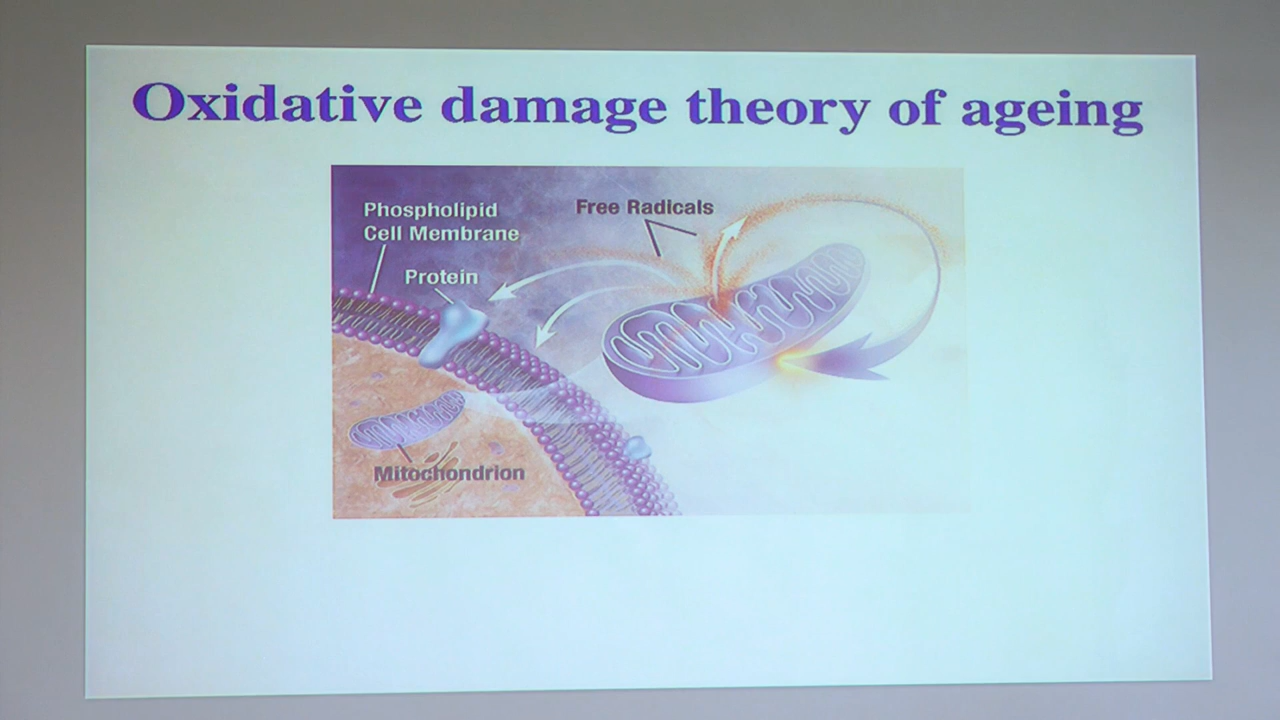 Oxidative damage theory of ageing
Phospholipid
Cell Membrane
Free Radicals
Protein
Mitochondrion